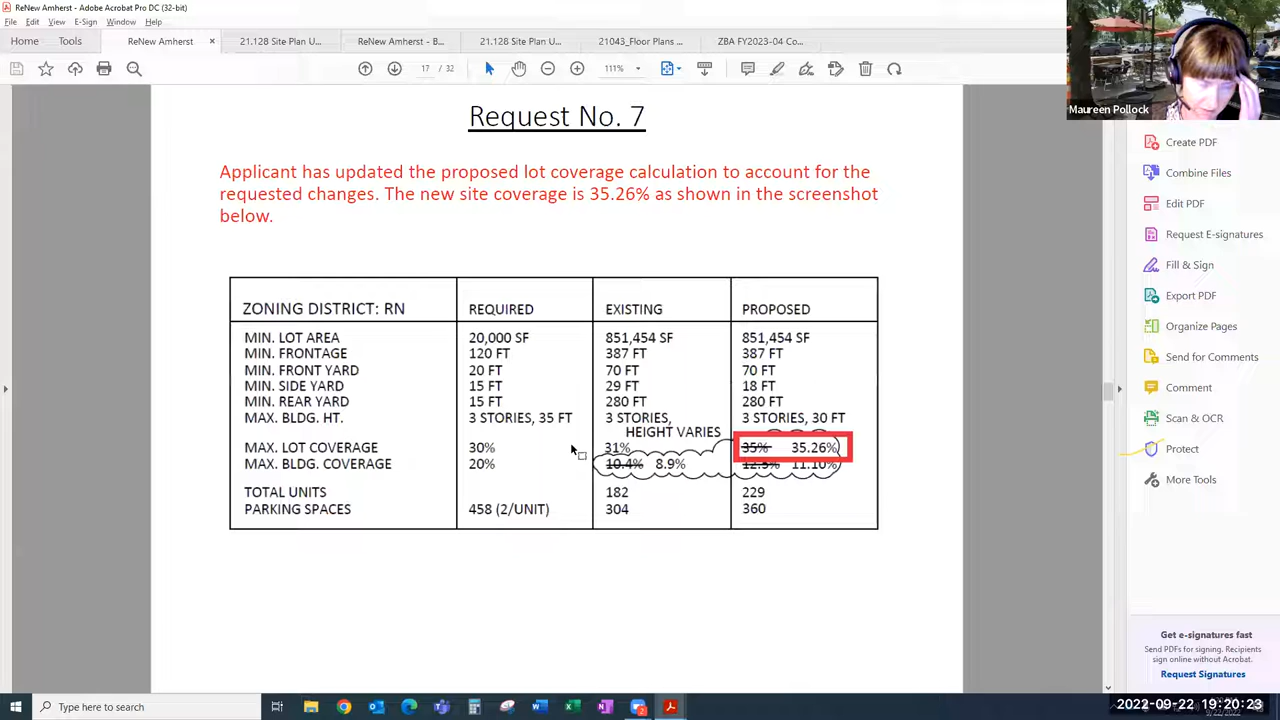 ReNew Amherst - Adobe Acrobat Pro DC (32-bit)
File Edit View E-Sign Window Help
Home Tools ReNew Amherst × 21.128 Site Plan U... ReNew Amherst - B... 21.128 Site Plan U... 21043_Floor Plans ... ZBA FY2023-04 Co...
17 / 32 111%
Maureen Pollock
Request No. 7
Applicant has updated the proposed lot coverage calculation to account for the
requested changes. The new site coverage is 35.26% as shown in the screenshot
below.
ZONING DISTRICT: RN REQUIRED EXISTING PROPOSED
MIN. LOT AREA 20,000 SF 851,454 SF 851,454 SF
MIN. FRONTAGE 120 FT 387 FT 387 FT
MIN. FRONT YARD 20 FT 70 FT 70 FT
MIN. SIDE YARD 15 FT 29 FT 18 FT
MIN. REAR YARD 15 FT 280 FT 280 FT
MAX. BLDG. HT. 3 STORIES, 35 FT 3 STORIES, 3 STORIES, 30 FT
HEIGHT VARIES
MAX. LOT COVERAGE 30% 31% 35% 35.26%
MAX. BLDG. COVERAGE 20% 10.4% 8.9% 12.5% 11.10%
TOTAL UNITS 182 229
PARKING SPACES 458 (2/UNIT) 304 360
Create PDF
Combine Files
Edit PDF
Request E-signatures
Fill & Sign
Export PDF
Organize Pages
Send for Comments
Comment
Scan & OCR
Protect
More Tools
Get e-signatures fast
Send PDFs for signing. Recipients
sign online without Acrobat.
Request Signatures
Type here to search
2022-09-22 19:20:23